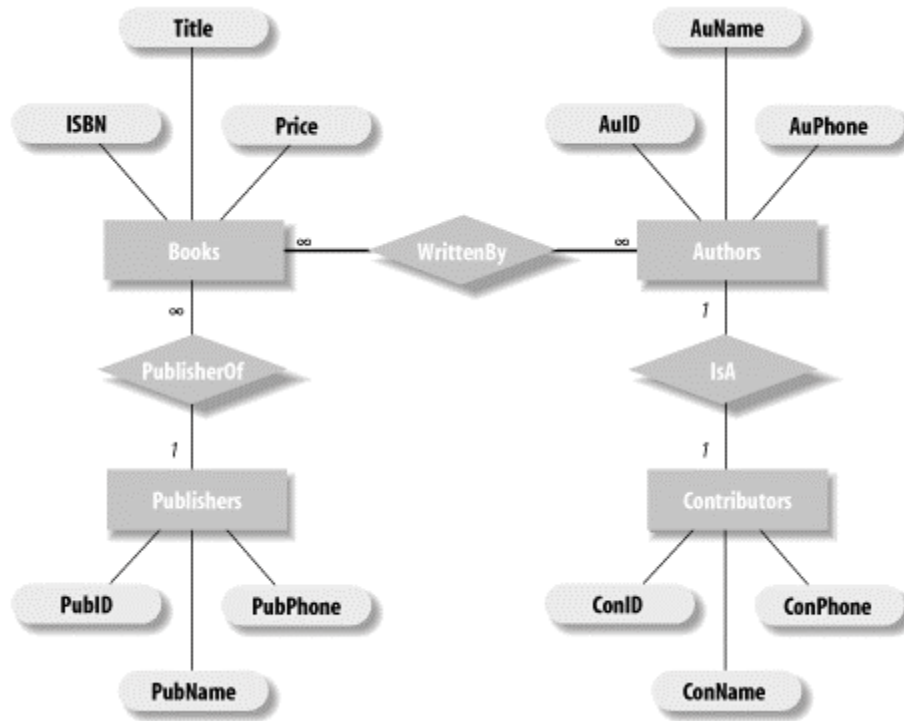 Title
AuName
ISBN
Price
AuID
AuPhone
Books
∞
WrittenBy
∞
Authors
∞
1
PublisherOf
IsA
1
1
Publishers
Contributors
PubID
PubPhone
ConID
ConPhone
PubName
ConName